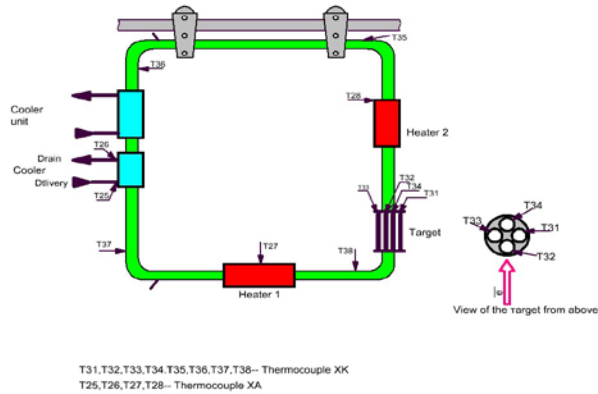 T35
T36
T28
Cooler
unit
Heater 2
T26
Drain
Cooler
Dtlivery
T25
T33
T32
T34
T31
T34
T33
T31
T32
Target
T37
T27
T38
Heater 1
View of the Target from above
T31,T32,T33,T34.T35,T36,T37,T38-- Thermocouple XK
T25,T26,T27,T28-- Thermocouple XA